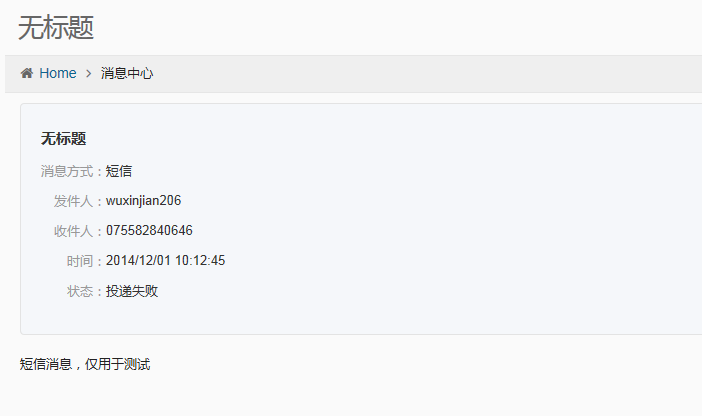 无标题
Home > 消息中心
无标题
消息方式：短信
发件人：wuxinjian206
收件人：075582840646
时间：2014/12/01 10:12:45
状态：投递失败
短信消息，仅用于测试